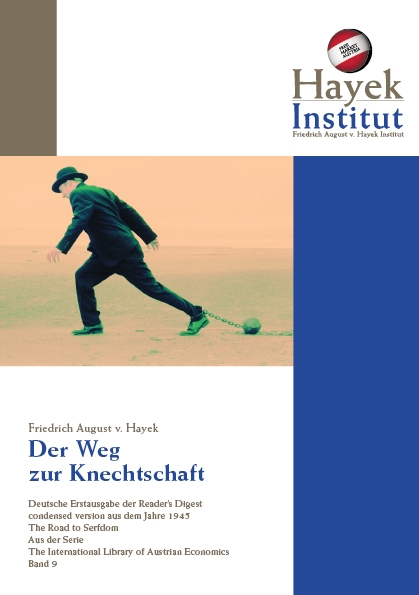 FREE
MARKET
AUSTRIA
Hayek
Institut
Friedrich August v. Hayek Institut
Friedrich August v. Hayek
Der Weg
zur Knechtschaft
Deutsche Erstausgabe der Reader's Digest
condensed version aus dem Jahre 1945
The Road to Serfdom
Aus der Serie
The International Library of Austrian Economics
Band 9